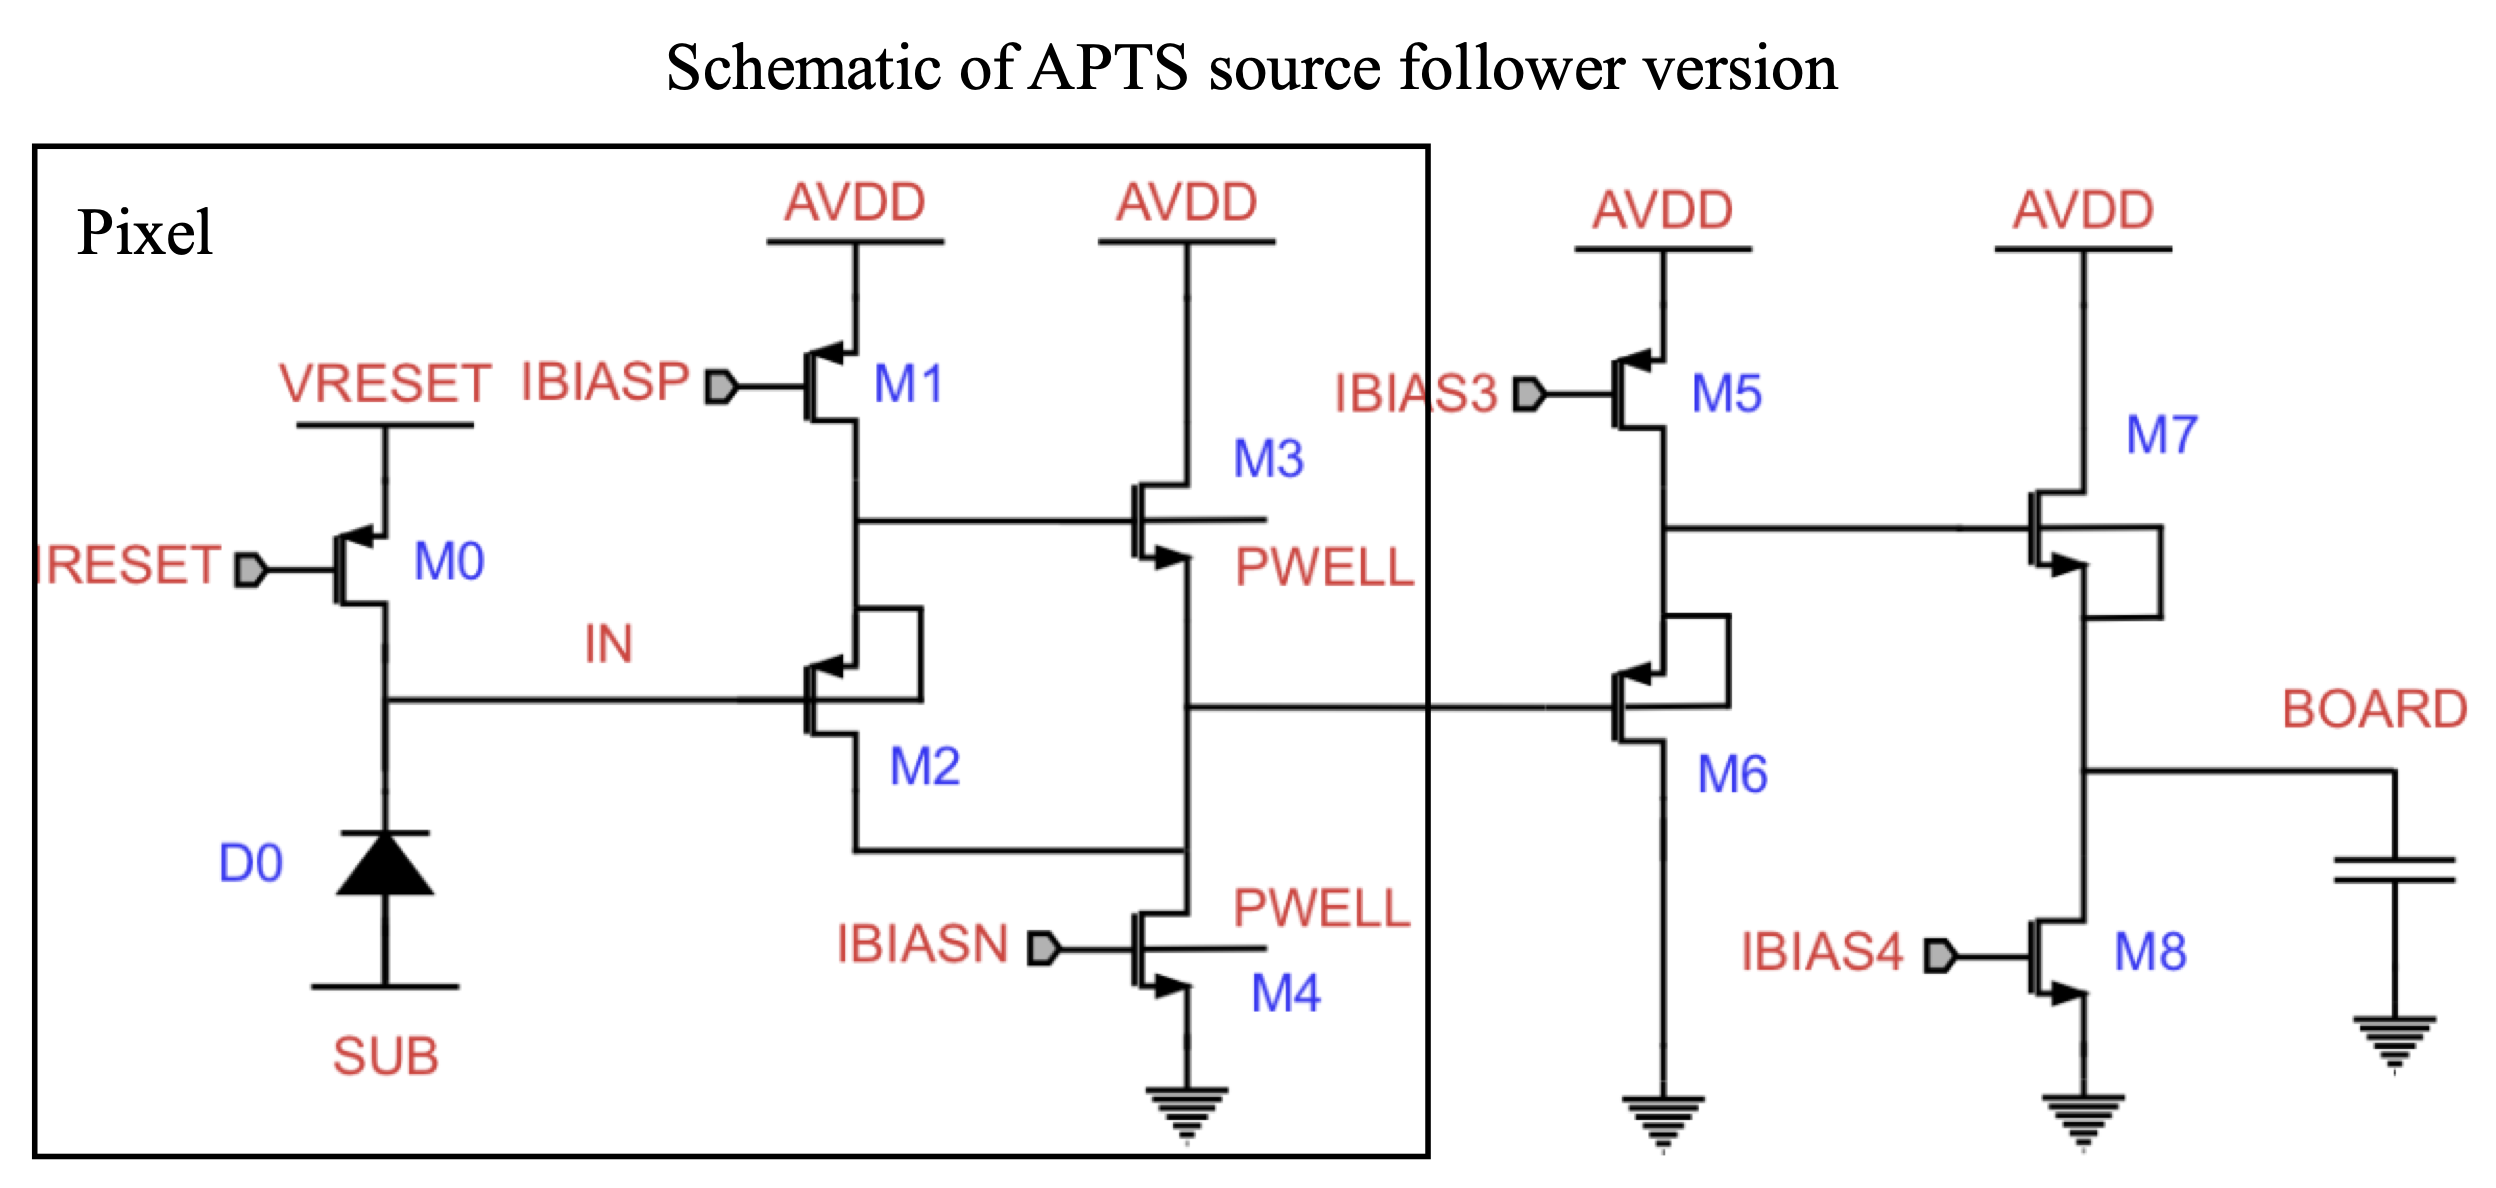 Schematic of APTS source follower version
Pixel
AVDD
AVDD
AVDD
AVDD
VRESET
IBIASP
M1
IBIAS3
M5
M3
M7
IRESET
M0
PWELL
IN
M2
M6
BOARD
D0
PWELL
IBIASN
M4
IBIAS4
M8
SUB